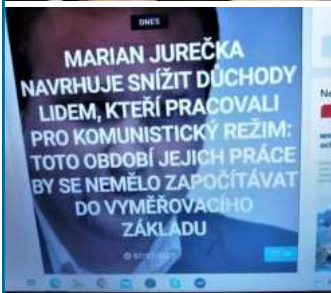 DNES
MARIAN JUREČKA
NAVRHUJE SNÍŽIT DŮCHODY
LIDEM, KTEŘÍ PRACOVALI
PRO KOMUNISTICKÝ REŽIM:
TOTO OBDOBÍ JEJICH PRÁCE
BY SE NEMĚLO ZAPOČÍTÁVAT
DO VYMĚŘOVACÍHO
ZÁKLADU